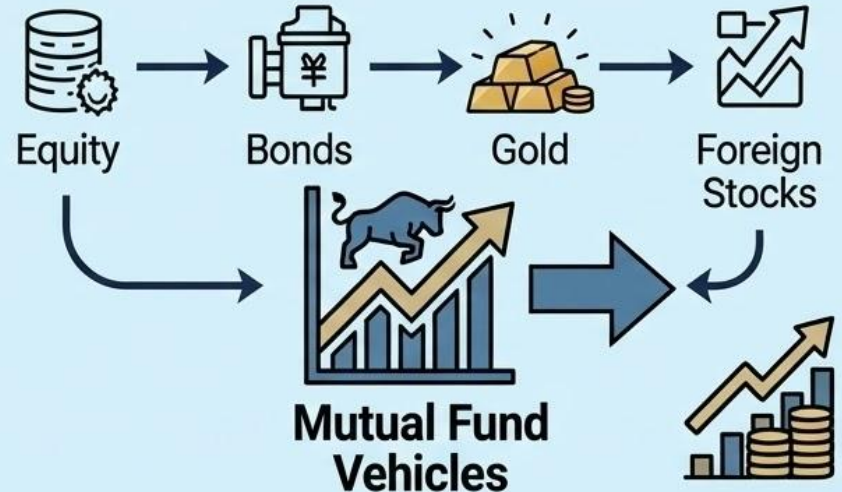 Equity
Bonds
¥
Gold
Foreign
Stocks
Mutual Fund
Vehicles